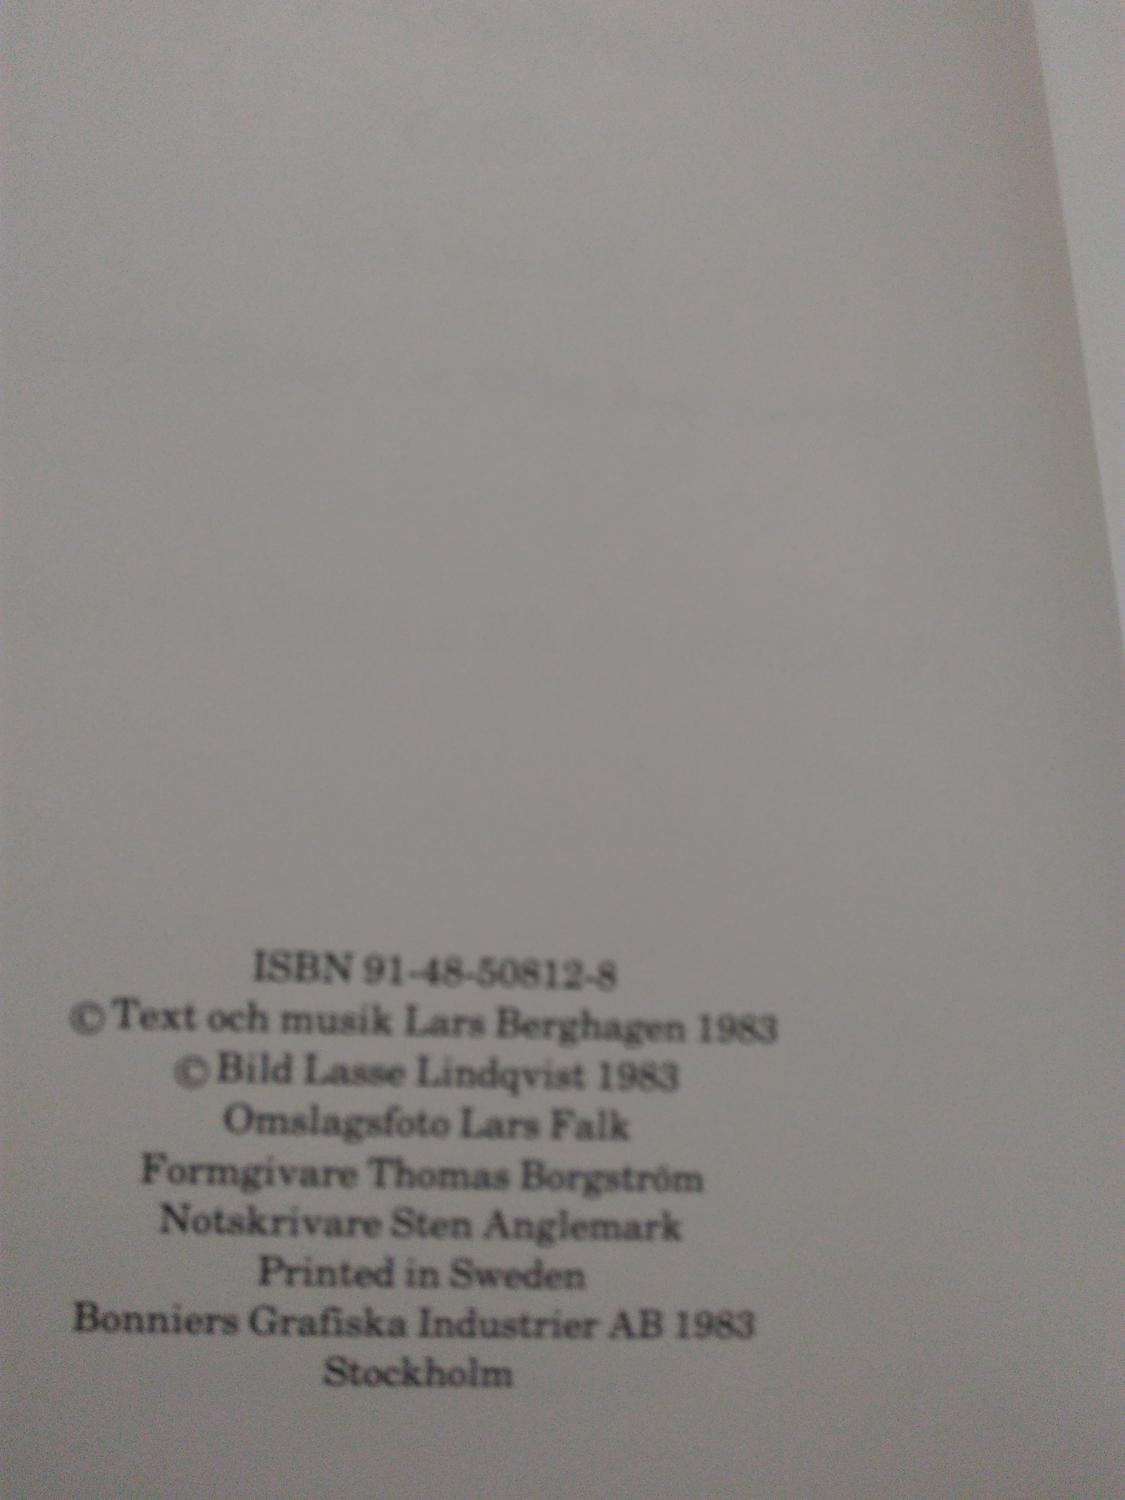 ISBN 91-48-50812-8
© Text och musik Lars Berghagen 1983
© Bild Lasse Lindqvist 1983
Omslagsfoto Lars Falk
Formgivare Thomas Borgström
Notskrivare Sten Anglemark
Printed in Sweden
Bonniers Grafiska Industrier AB 1983
Stockholm